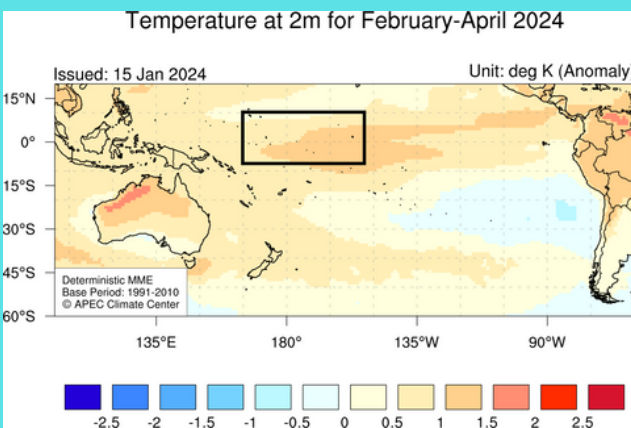 Temperature at 2m for February-April 2024
Issued: 15 Jan 2024
Unit: deg K (Anomaly)
15°N
0°
15°S
30°S
45°S
60°S
Deterministic MME
Base Period: 1991-2010
© APEC Climate Center
135°E 180° 135°W 90°W
-2.5 -2 -1.5 -1 -0.5 0 0.5 1 1.5 2 2.5